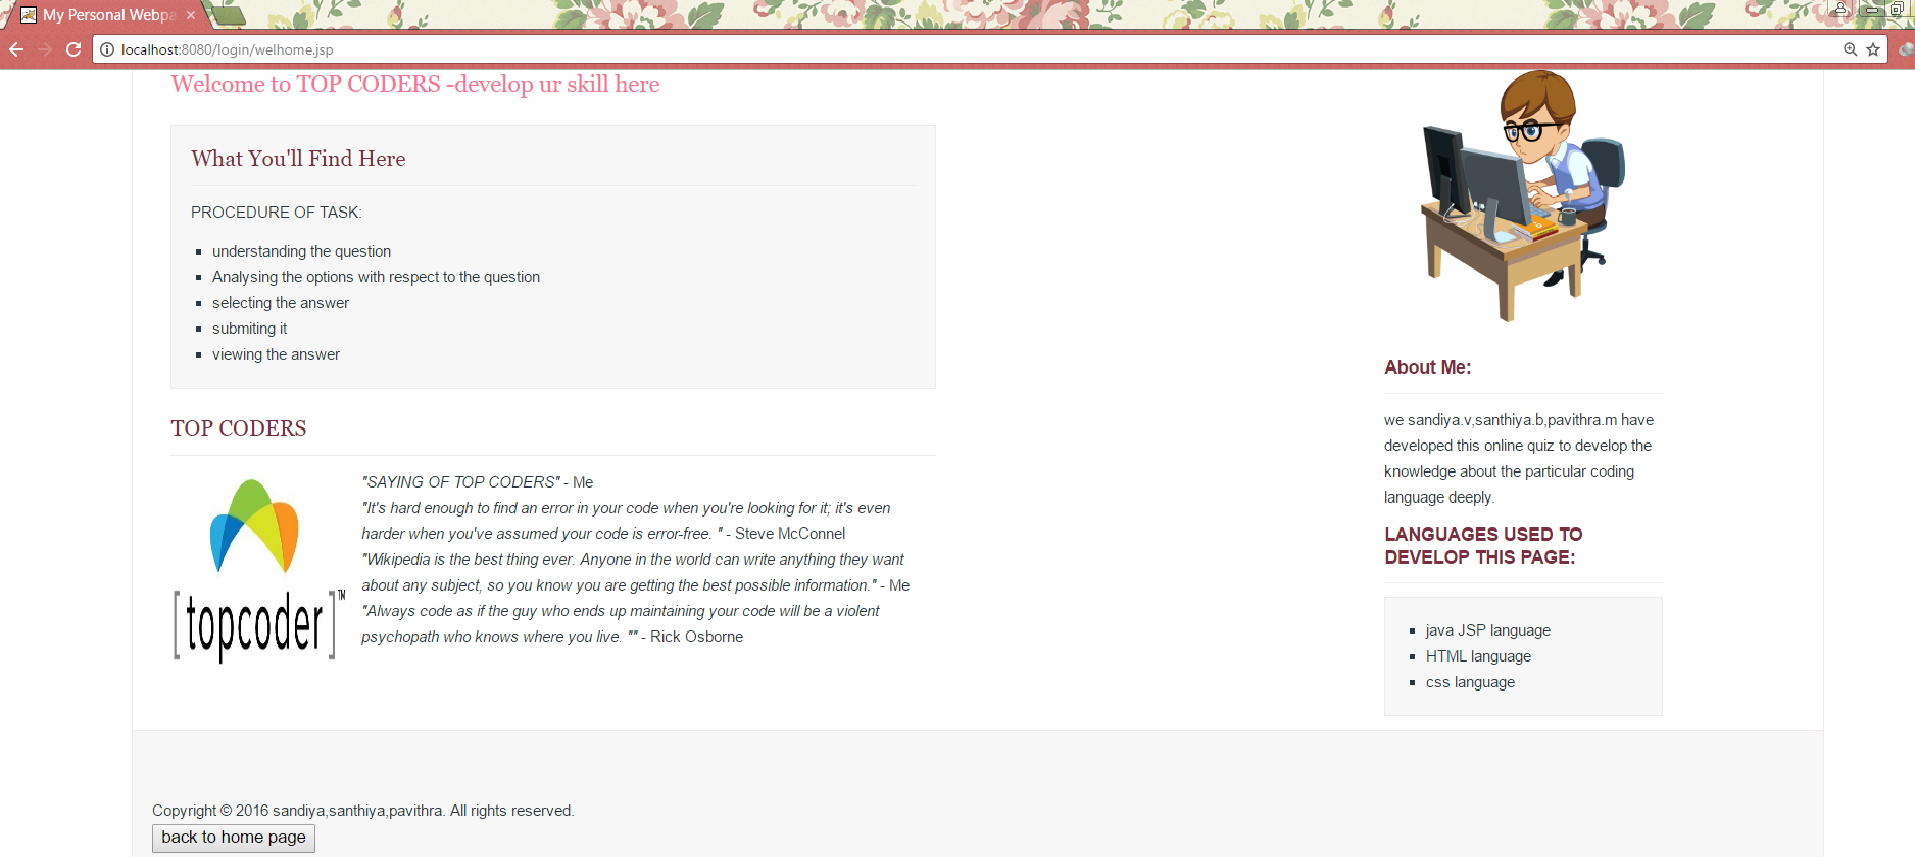 My Personal Webpa
localhost:8080/login/welhome.jsp
Welcome to TOP CODERS -develop ur skill here
What You'll Find Here
PROCEDURE OF TASK:
understanding the question
Analysing the options with respect to the question
selecting the answer
submiting it
viewing the answer
TOP CODERS
[topcoder]™
"SAYING OF TOP CODERS" - Me
"It's hard enough to find an error in your code when you're looking for it; it's even
harder when you've assumed your code is error-free. " - Steve McConnel
"Wikipedia is the best thing ever. Anyone in the world can write anything they want
about any subject, so you know you are getting the best possible information." - Me
"Always code as if the guy who ends up maintaining your code will be a violent
psychopath who knows where you live. "" - Rick Osborne
About Me:
we sandiya.v,santhiya.b,pavithra.m have
developed this online quiz to develop the
knowledge about the particular coding
language deeply.
LANGUAGES USED TO
DEVELOP THIS PAGE:
java JSP language
HTML language
css language
Copyright © 2016 sandiya,santhiya,pavithra. All rights reserved.
back to home page